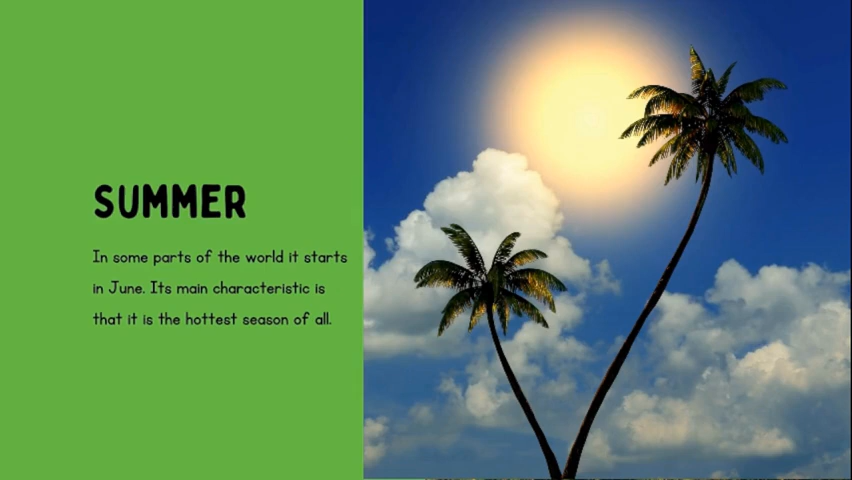 SUMMER
In some parts of the world it starts
in June. Its main characteristic is
that it is the hottest season of all.